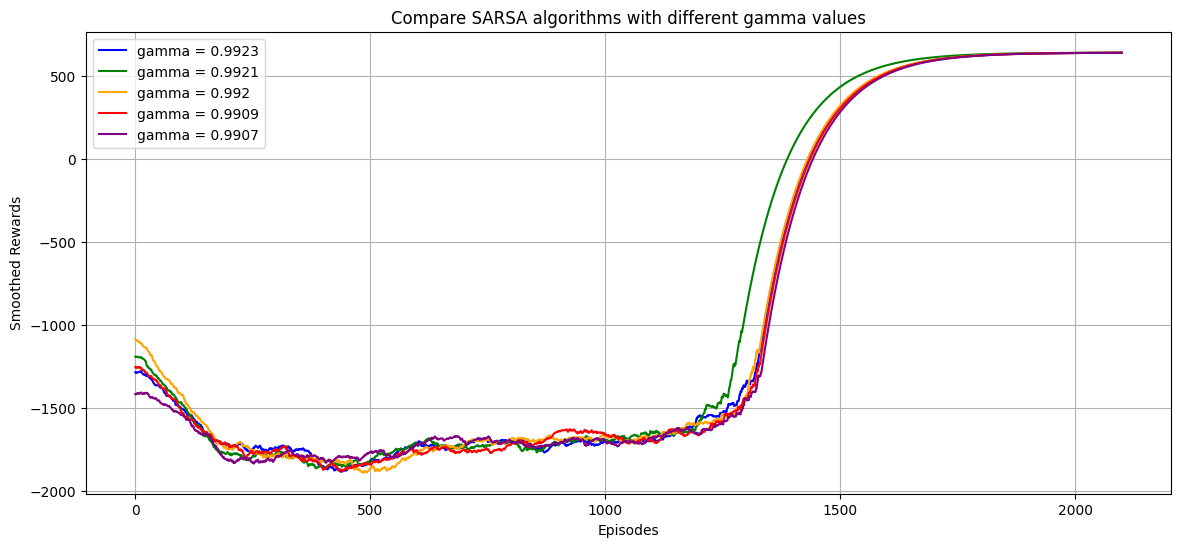 Compare SARSA algorithms with different gamma values
gamma = 0.9923
gamma = 0.9921
gamma = 0.992
gamma = 0.9909
gamma = 0.9907
Smoothed Rewards
500
0
−500
−1000
−1500
−2000
0 500 1000 1500 2000
Episodes